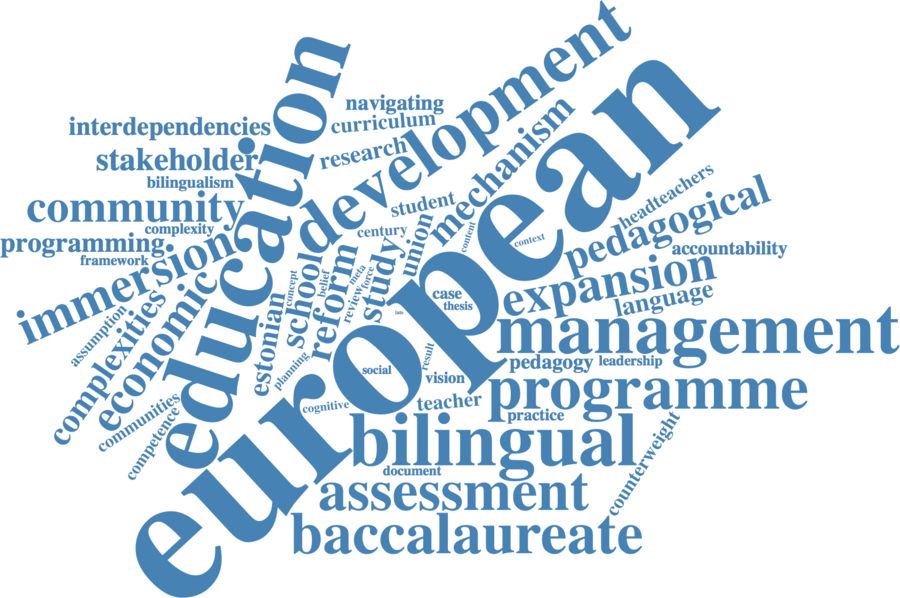 european
education
development
management
programme
bilingual
assessment
baccalaureate
immersion
community
expansion
economic
pedagogical
mechanism
reform
study
school
complexities
stakeholder
interdependencies
programming
navigating
curriculum
research
bilingualism
complexity
framework
assumption
communities
competence
estonian
concept
belief
meta
force
review
planning
student
century
union
content
context
headteachers
accountability
language
case
thesis
social
result
vision
cognitive
teacher
pedagogy
leadership
practice
document
counterweight